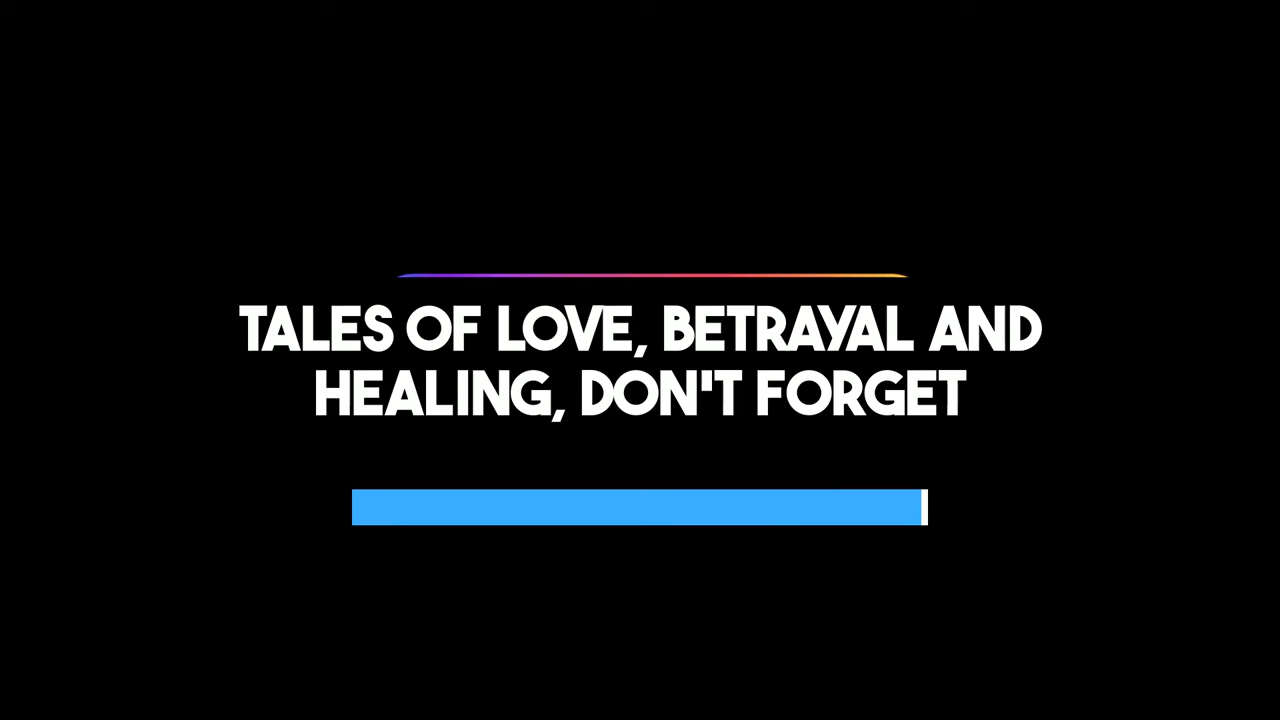 TALES OF LOVE, BETRAYAL AND
HEALING, DON'T FORGET